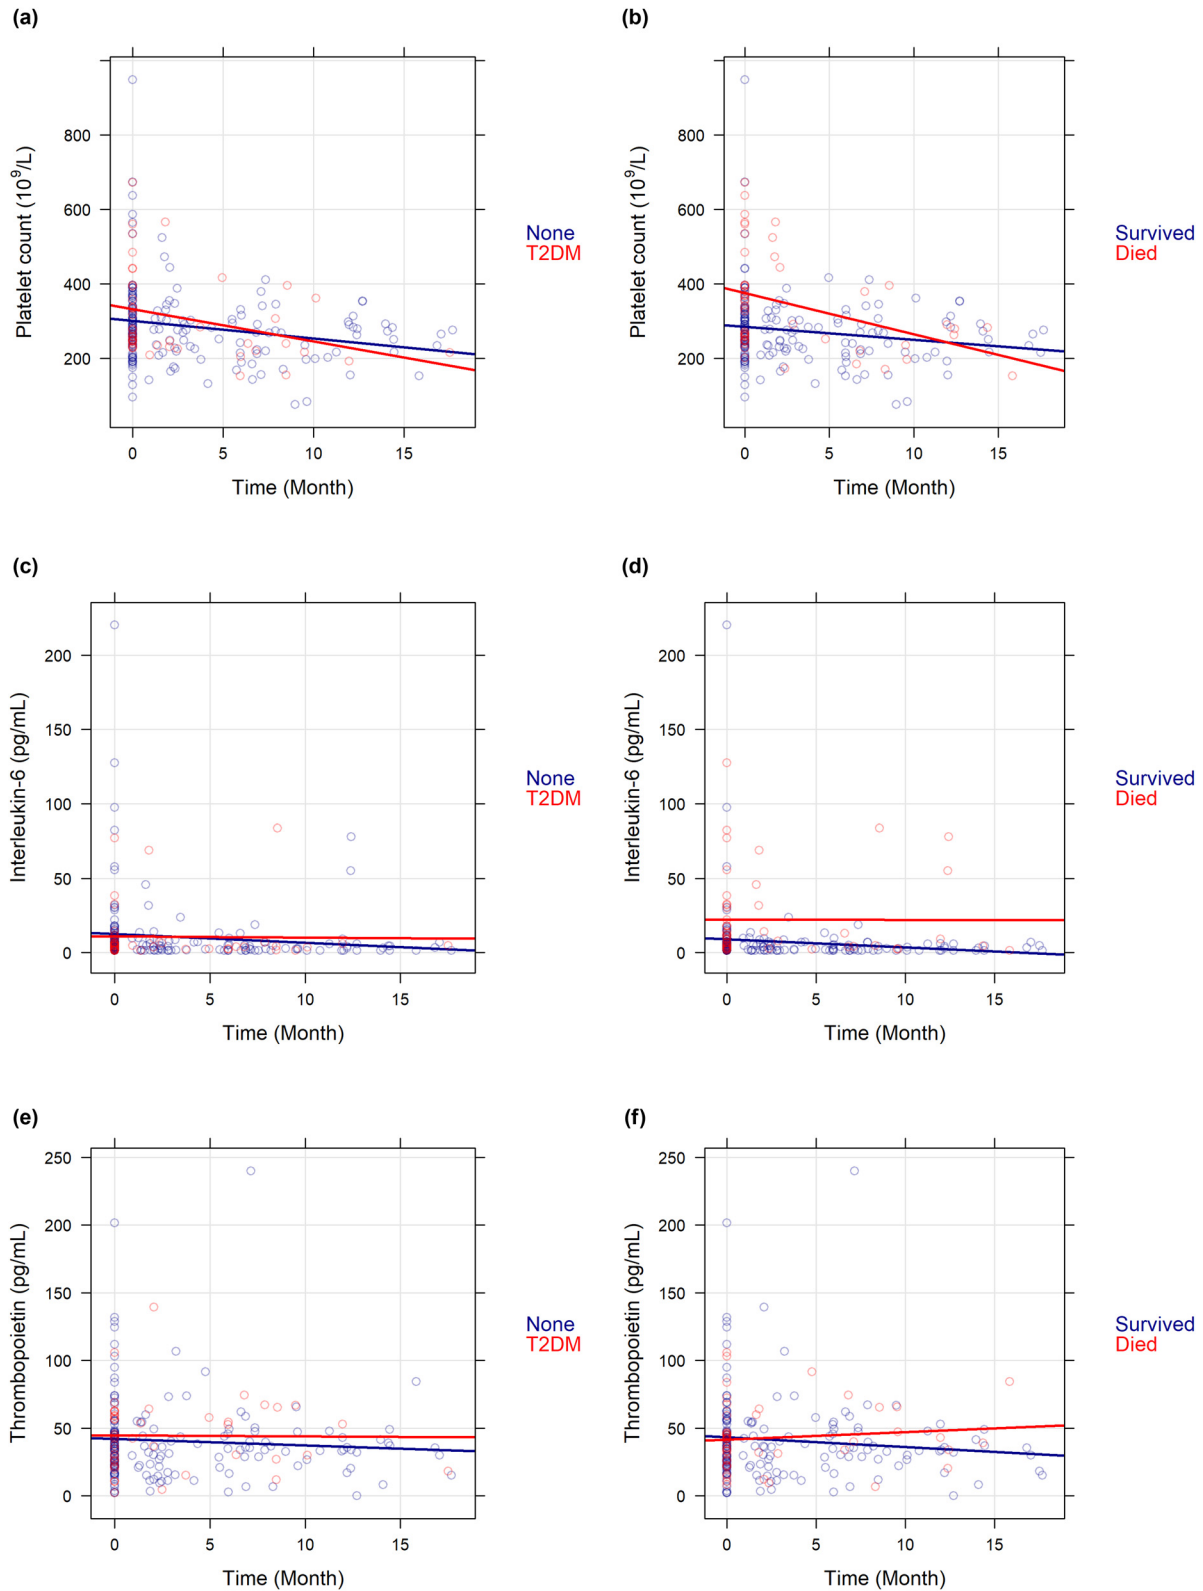 (a)
(b)
800
600
400
200
0
5
10
15
Platelet count (10⁹/L)
Time (Month)
None
T2DM
800
600
400
200
0
5
10
15
Platelet count (10⁹/L)
Time (Month)
Survived
Died
(c)
(d)
200
150
100
50
0
0
5
10
15
Interleukin-6 (pg/mL)
Time (Month)
None
T2DM
200
150
100
50
0
0
5
10
15
Interleukin-6 (pg/mL)
Time (Month)
Survived
Died
(e)
(f)
250
200
150
100
50
0
0
5
10
15
Thrombopoietin (pg/mL)
Time (Month)
None
T2DM
250
200
150
100
50
0
0
5
10
15
Thrombopoietin (pg/mL)
Time (Month)
Survived
Died